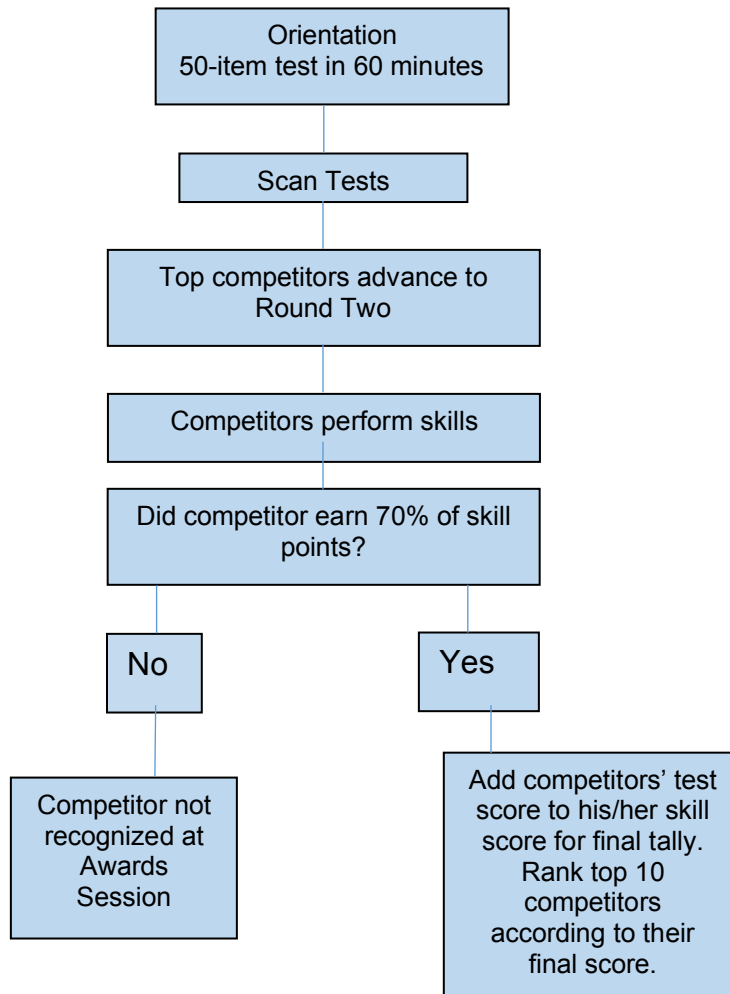 Orientation
50-item test in 60 minutes
Scan Tests
Top competitors advance to
Round Two
Competitors perform skills
Did competitor earn 70% of skill
points?
No
Yes
Competitor not
recognized at
Awards
Session
Add competitors’ test
score to his/her skill
score for final tally.
Rank top 10
competitors
according to their
final score.